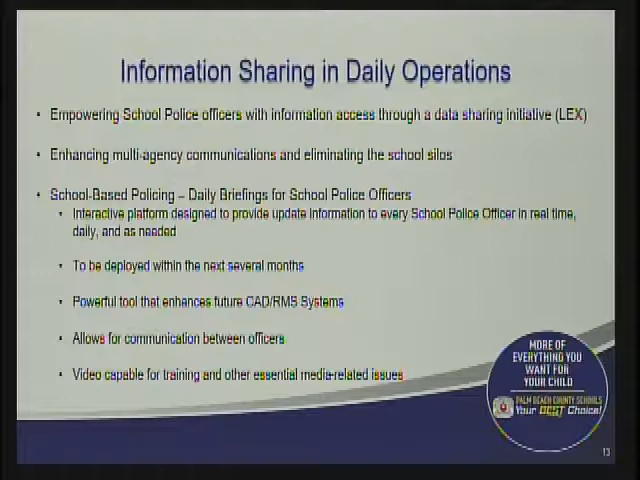 Information Sharing in Daily Operations
• Empowering School Police officers with information access through a data sharing initiative (LEX)
• Enhancing multi-agency communications and eliminating the school silos
• School-Based Policing – Daily Briefings for School Police Officers
• Interactive platform designed to provide update information to every School Police Officer in real time,
daily, and as needed
• To be deployed within the next several months
• Powerful tool that enhances future CAD/RMS Systems
• Allows for communication between officers
• Video capable for training and other essential media-related issues
MORE OF
EVERYTHING YOU
WANT FOR
YOUR CHILD
PALM BEACH COUNTY SCHOOLS
Your BEST Choice!
13